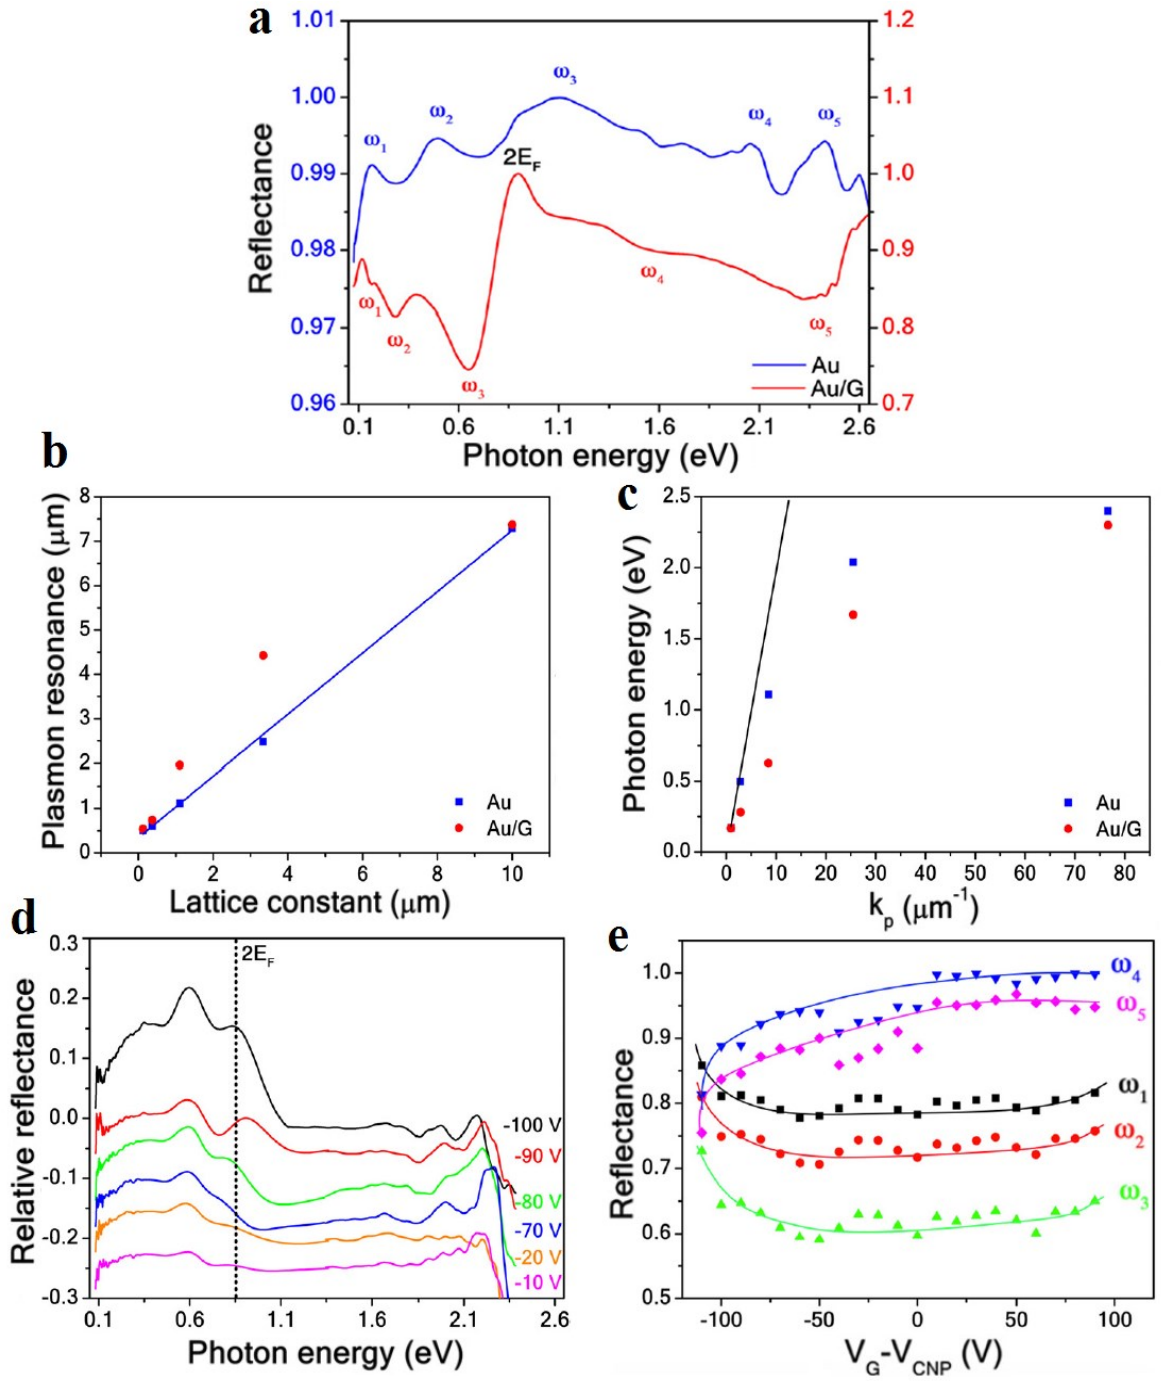 a
1.01
1.00
0.99
0.98
0.97
0.96
Reflectance
1.2
1.1
1.0
0.9
0.8
0.7
ω1
ω2
ω3
ω4
ω5
2EF
ω1
ω2
ω3
ω4
ω5
Au
Au/G
0.1 0.6 1.1 1.6 2.1 2.6
Photon energy (eV)
b
8
7
6
5
4
3
2
1
0
Plasmon resonance (μm)
Au
Au/G
0 2 4 6 8 10
Lattice constant (μm)
c
2.5
2.0
1.5
1.0
0.5
0.0
Photon energy (eV)
Au
Au/G
0 10 20 30 40 50 60 70 80
kp (μm-1)
d
0.3
0.2
0.1
0.0
-0.1
-0.2
-0.3
Relative reflectance
2EF
-100 V
-90 V
-80 V
-70 V
-20 V
-10 V
0.1 0.6 1.1 1.6 2.1 2.6
Photon energy (eV)
e
1.0
0.9
0.8
0.7
0.6
0.5
Reflectance
ω4
ω5
ω1
ω2
ω3
-100 -50 0 50 100
VG-VCNP (V)